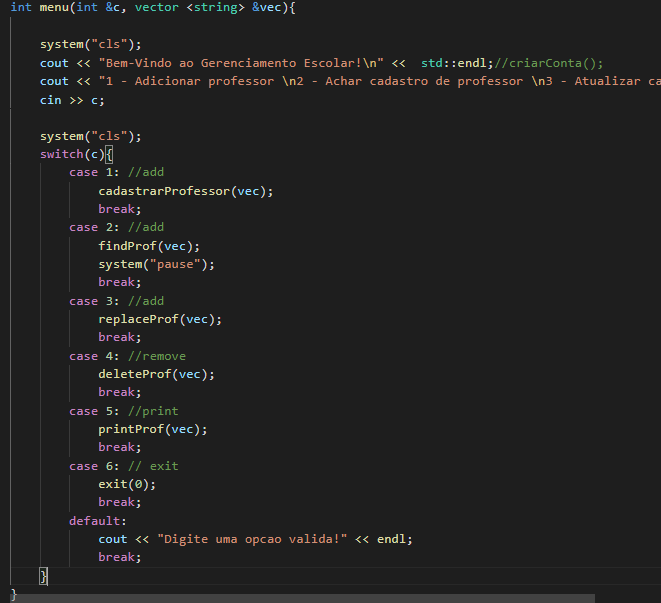 int menu(int &c, vector <string> &vec){
system("cls");
cout << "Bem-Vindo ao Gerenciamento Escolar!\n" <<  std::endl;//criarConta();
cout << "1 - Adicionar professor \n2 - Achar cadastro de professor \n3 - Atualizar ca
cin >> c;
system("cls");
switch(c){
case 1: //add
cadastrarProfessor(vec);
break;
case 2: //add
findProf(vec);
system("pause");
break;
case 3: //add
replaceProf(vec);
break;
case 4: //remove
deleteProf(vec);
break;
case 5: //print
printProf(vec);
break;
case 6: // exit
exit(0);
break;
default:
cout << "Digite uma opcao valida!" << endl;
break;
}
}